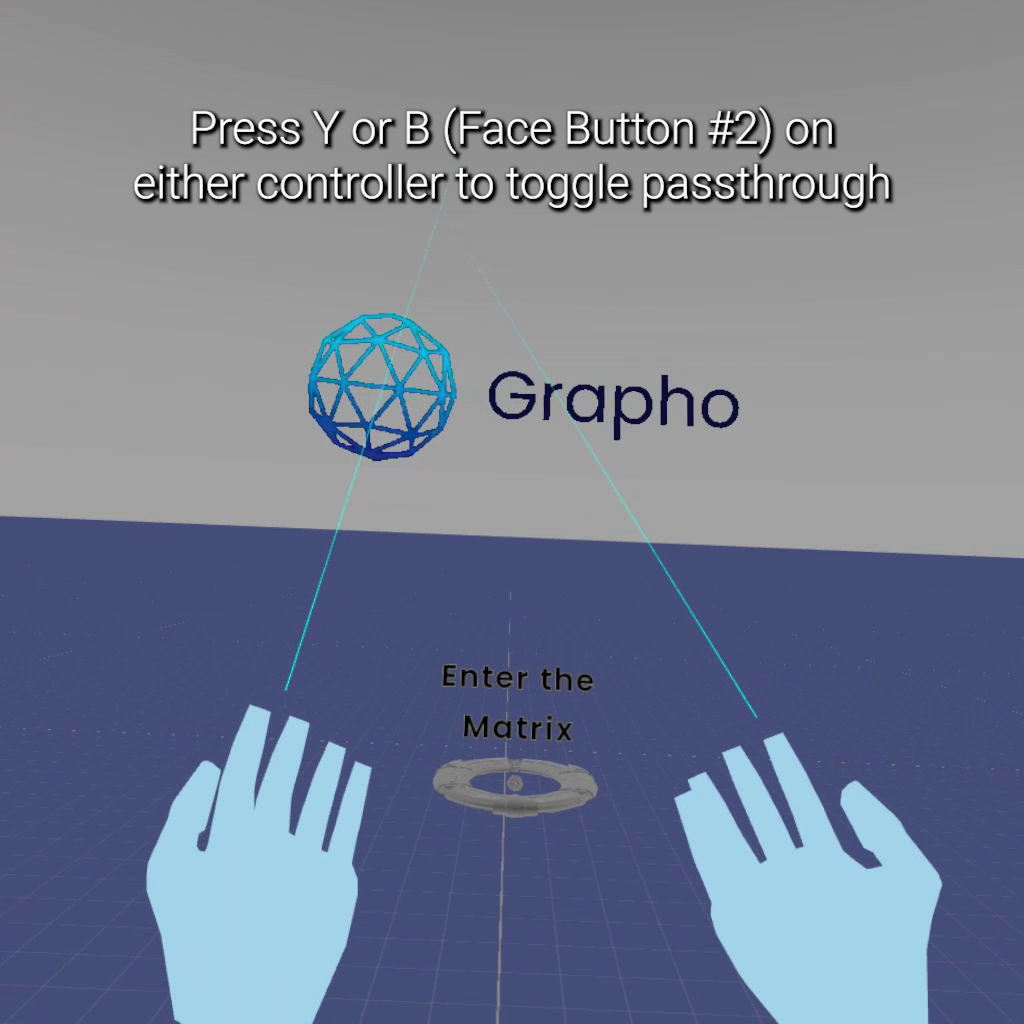 Press Y or B (Face Button #2) on
either controller to toggle passthrough
Grapho
Enter the
Matrix